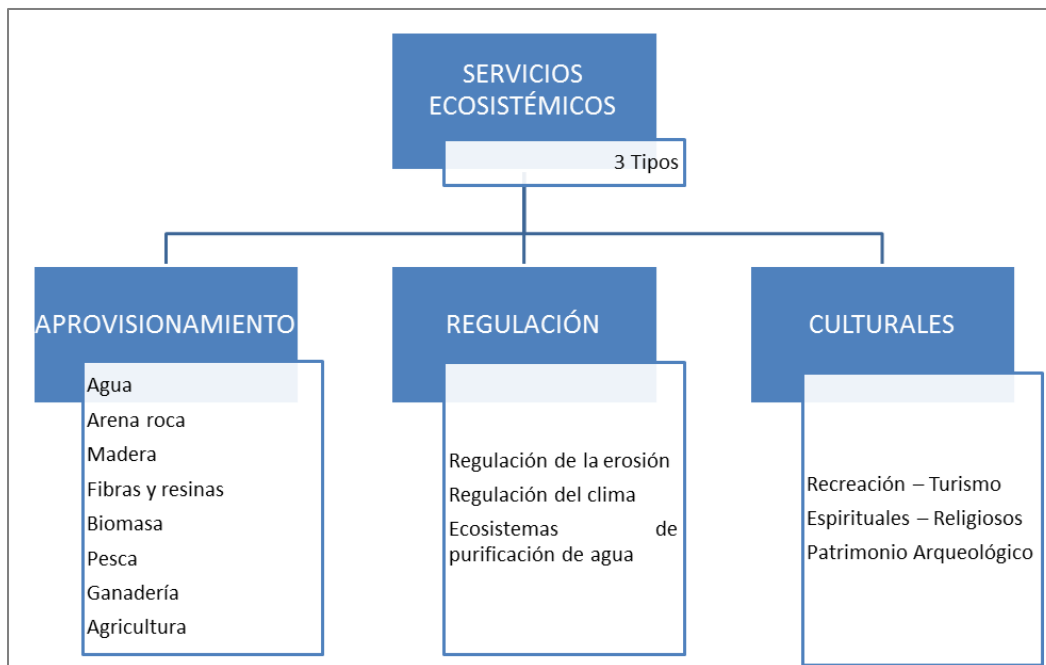 SERVICIOS
ECOSISTÉMICOS
3 Tipos
APROVISIONAMIENTO
Agua
Arena roca
Madera
Fibras y resinas
Biomasa
Pesca
Ganadería
Agricultura
REGULACIÓN
Regulación de la erosión
Regulación del clima
Ecosistemas de
purificación de agua
CULTURALES
Recreación – Turismo
Espirituales – Religiosos
Patrimonio Arqueológico